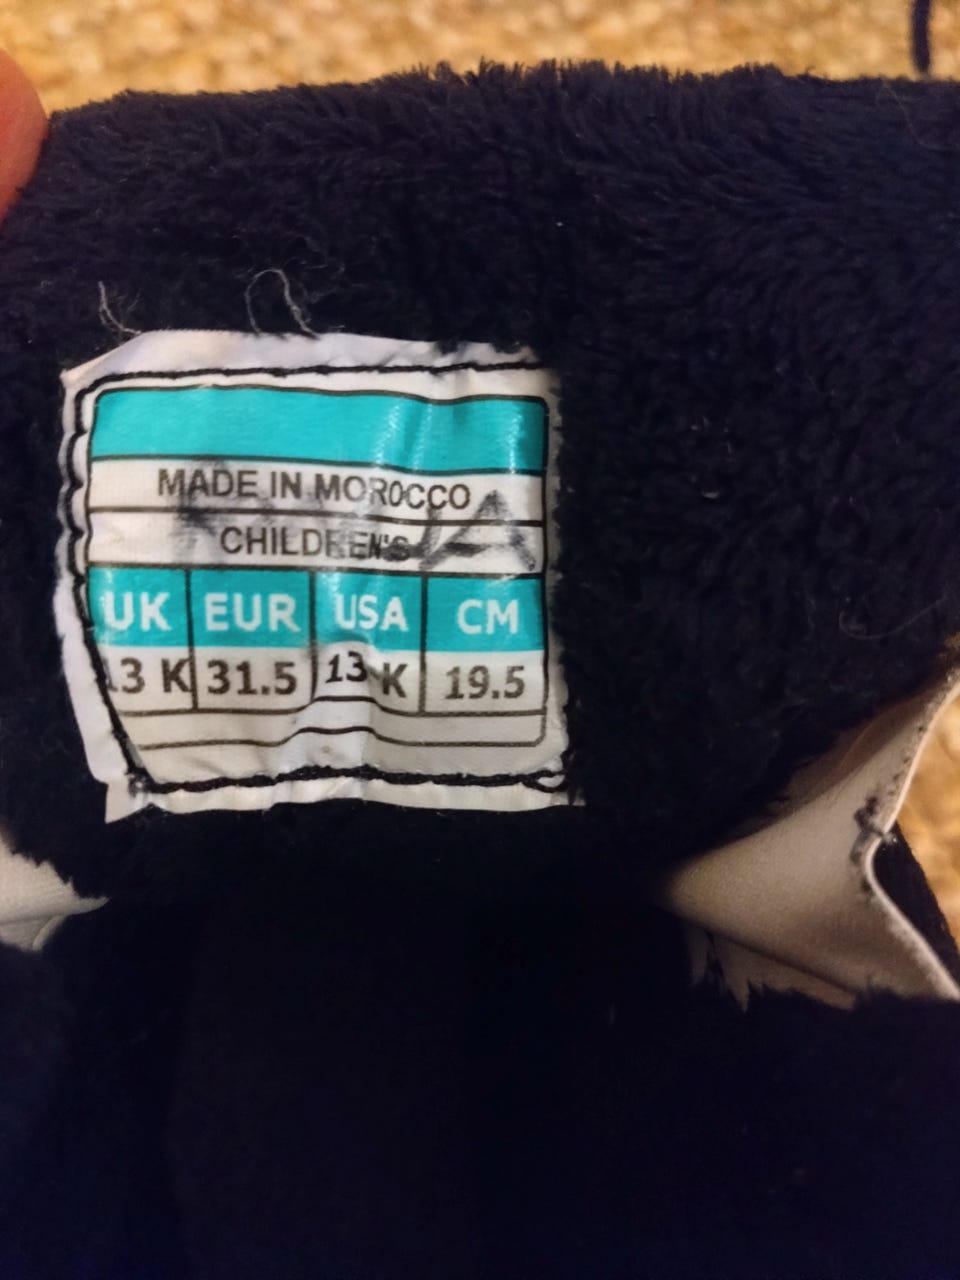 MADE IN MOROCCO
CHILDREN'S
UK EUR USA CM
13 K 31.5 13 K 19.5